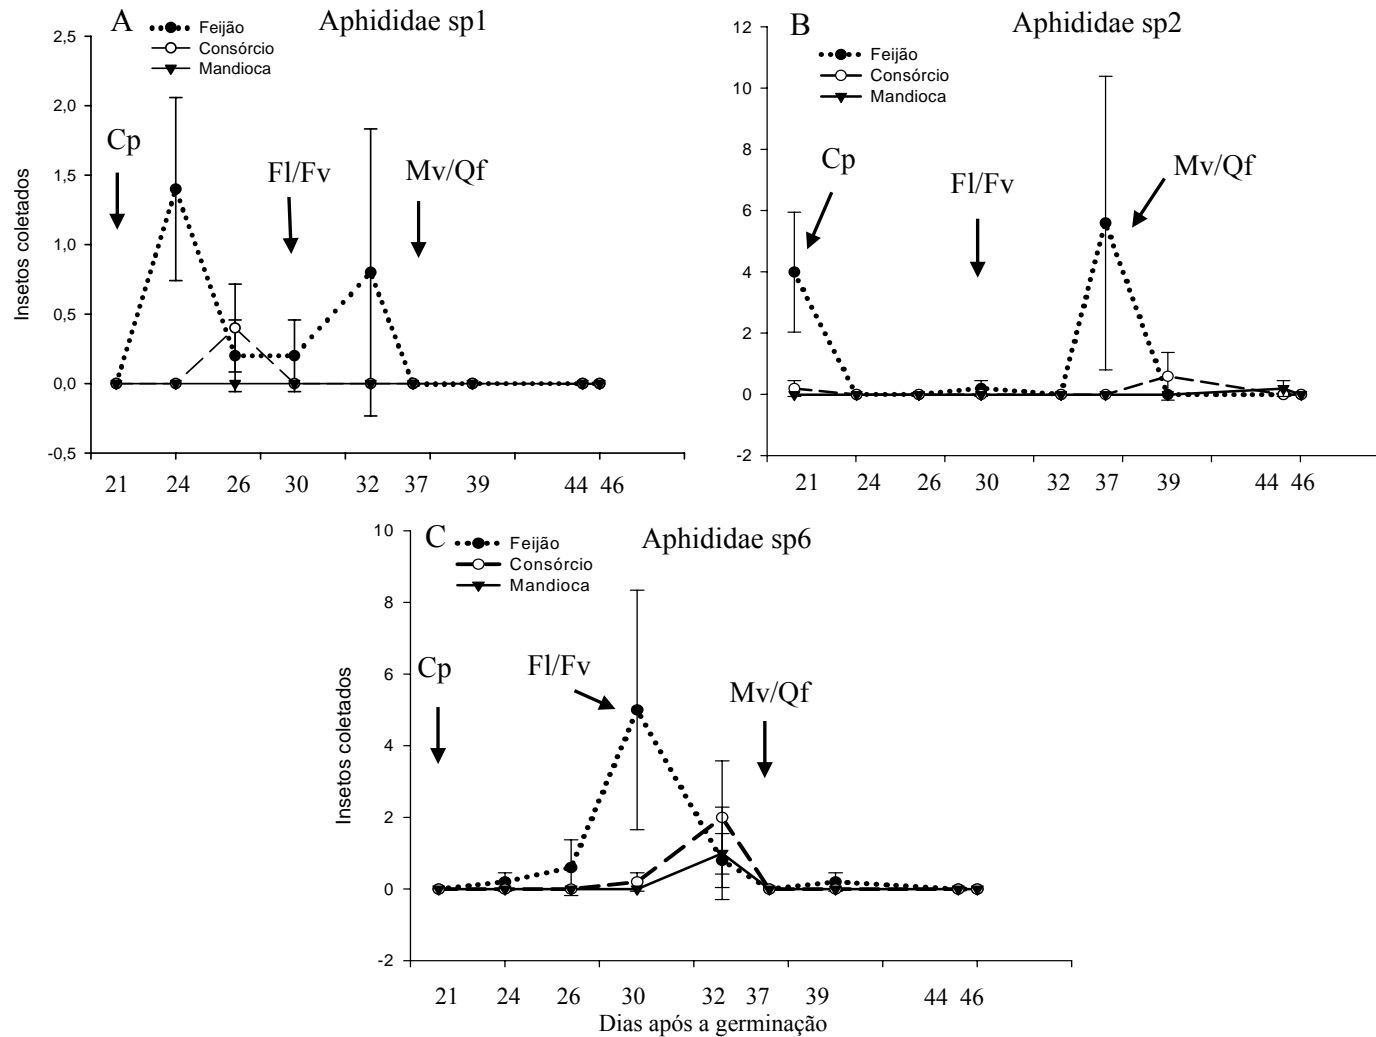 A
Feijão
Consórcio
Mandioca
Aphididae sp1
Insetos coletados
2,5
2,0
1,5
1,0
0,5
0,0
-0,5
Cp
Fl/Fv
Mv/Qf
21 24 26 30 32 37 39 44 46
B
Feijão
Consórcio
Mandioca
Aphididae sp2
12
10
8
6
4
2
0
-2
Cp
Fl/Fv
Mv/Qf
21 24 26 30 32 37 39 44 46
C
Feijão
Consórcio
Mandioca
Aphididae sp6
Insetos coletados
10
8
6
4
2
0
-2
Cp
Fl/Fv
Mv/Qf
21 24 26 30 32 37 39 44 46
Dias após a germinação